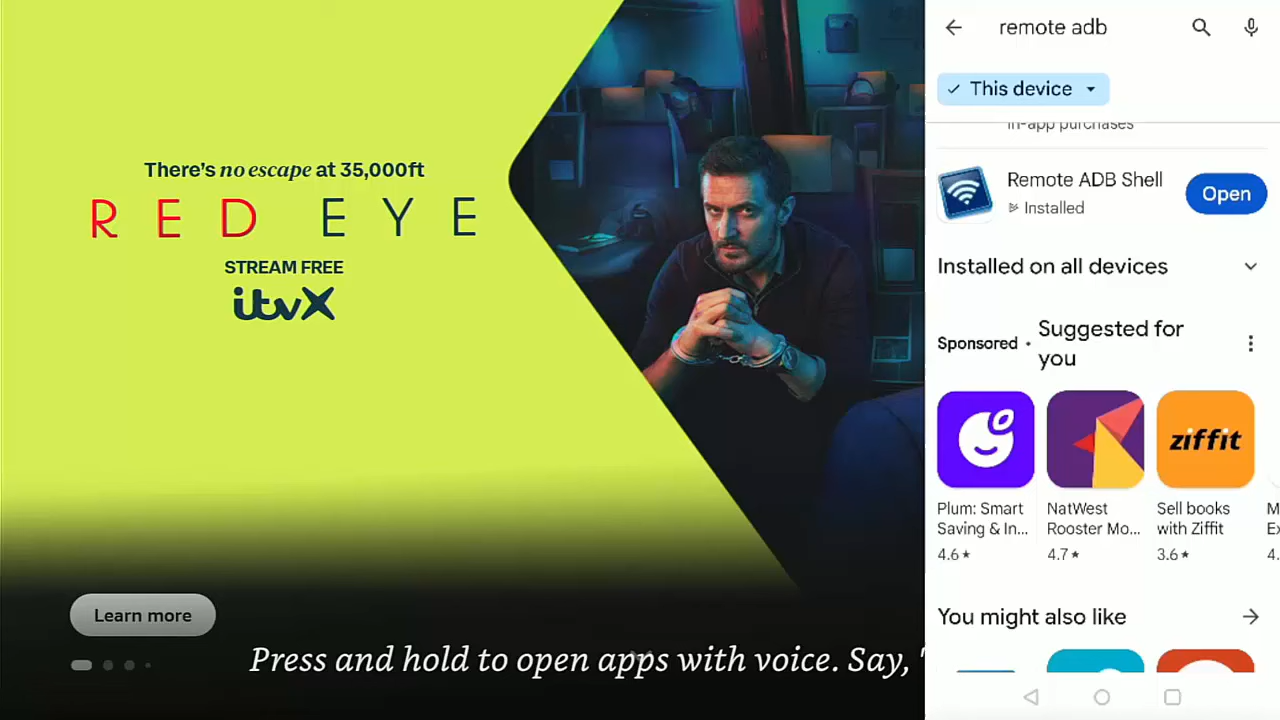 There's no escape at 35,000ft
RED EYE
STREAM FREE
itvX
Learn more
Press and hold to open apps with voice. Say, '
remote adb
This device
in-app purchases
Remote ADB Shell
Installed
Open
Installed on all devices
Sponsored • Suggested for
you
ziffit
Plum: Smart
Saving & In...
4.6★
NatWest
Rooster Mo...
4.7★
Sell books
with Ziffit
3.6★
M
Ex
4.
You might also like